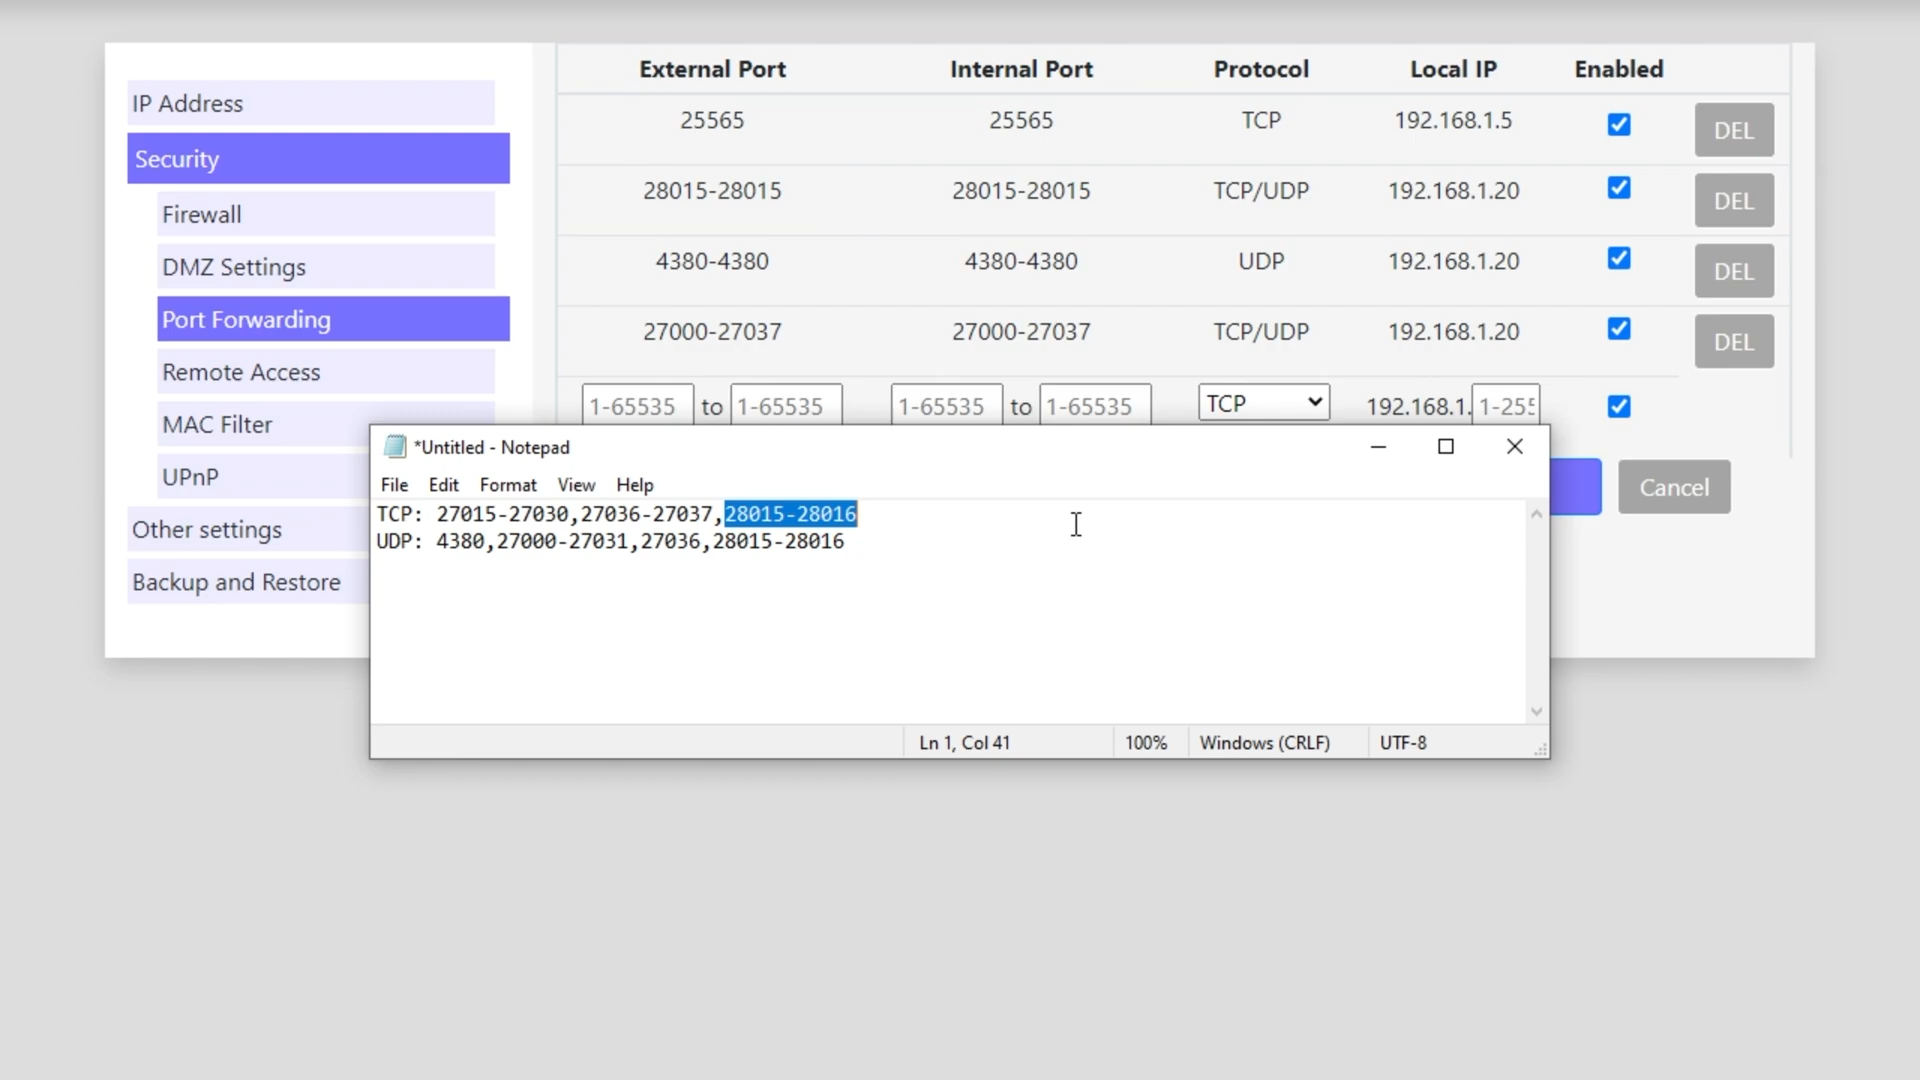 External Port Internal Port Protocol Local IP Enabled
25565 25565 TCP 192.168.1.5 DEL
28015-28015 28015-28015 TCP/UDP 192.168.1.20 DEL
4380-4380 4380-4380 UDP 192.168.1.20 DEL
27000-27037 27000-27037 TCP/UDP 192.168.1.20 DEL
1-65535 to 1-65535 1-65535 to 1-65535 TCP 192.168.1. 1-255
Cancel
IP Address
Security
Firewall
DMZ Settings
Port Forwarding
Remote Access
MAC Filter
UPnP
Other settings
Backup and Restore
*Untitled - Notepad
File Edit Format View Help
TCP: 27015-27030,27036-27037,28015-28016
UDP: 4380,27000-27031,27036,28015-28016
Ln 1, Col 41 100% Windows (CRLF) UTF-8